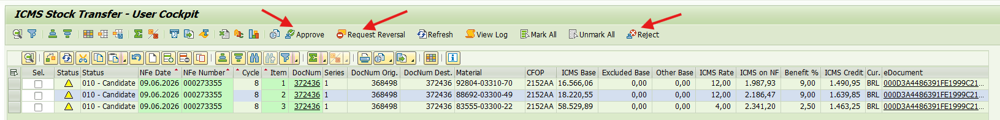 ICMS Stock Transfer - User Cockpit
Approve Request Reversal Refresh View Log Mark All Unmark All Reject
Sel. Status Status NFe Date NFe Number Cycle Item DocNum Series DocNum Orig. DocNum Dest. Material CFOP ICMS Base Excluded Base Other Base ICMS Rate ICMS on NF Benefit % ICMS Credit Cur. eDocument
010 - Candidate 09.06.2026 000273355 8 1 372436 1 368498 372436 92804-03310-70 2152AA 16.566,06 0,00 0,00 12,00 1.987,93 9,00 1.490,95 BRL 000D3A4486391FE1999C21...
010 - Candidate 09.06.2026 000273355 8 2 372436 1 368498 372436 88692-03300-49 2152AA 18.220,55 0,00 0,00 12,00 2.186,47 9,00 1.639,85 BRL 000D3A4486391FE1999C21...
010 - Candidate 09.06.2026 000273355 8 3 372436 1 368498 372436 83555-03300-22 2152AA 58.529,89 0,00 0,00 4,00 2.341,20 2,50 1.463,25 BRL 000D3A4486391FE1999C21...